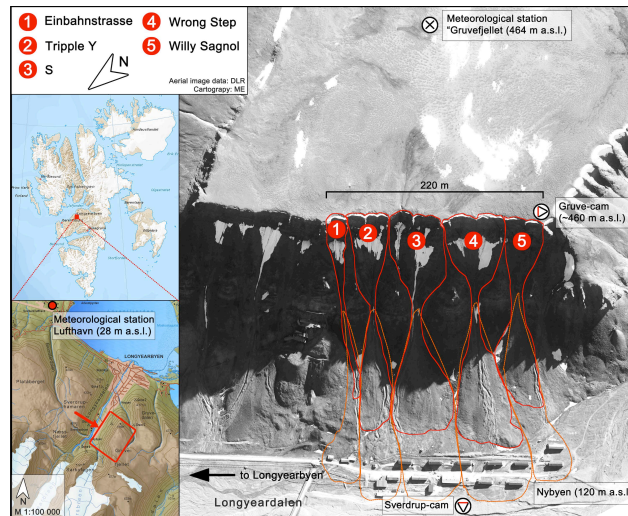 1 Einbahnstrasse
2 Tripple Y
3 S
4 Wrong Step
5 Willy Sagnol
N
Aerial image data: DLR
Cartograpy: ME
Meteorological station
"Gruvefjellet (464 m a.s.l.)
220 m
Gruve-cam
(~460 m a.s.l.)
1
2
3
4
5
Meteorological station
Lufthavn (28 m a.s.l.)
LONGYEARBYEN
N
M 1:100 000
to Longyearbyen
Longyeardalen
Sverdrup-cam
Nybyen (120 m a.s.l.)